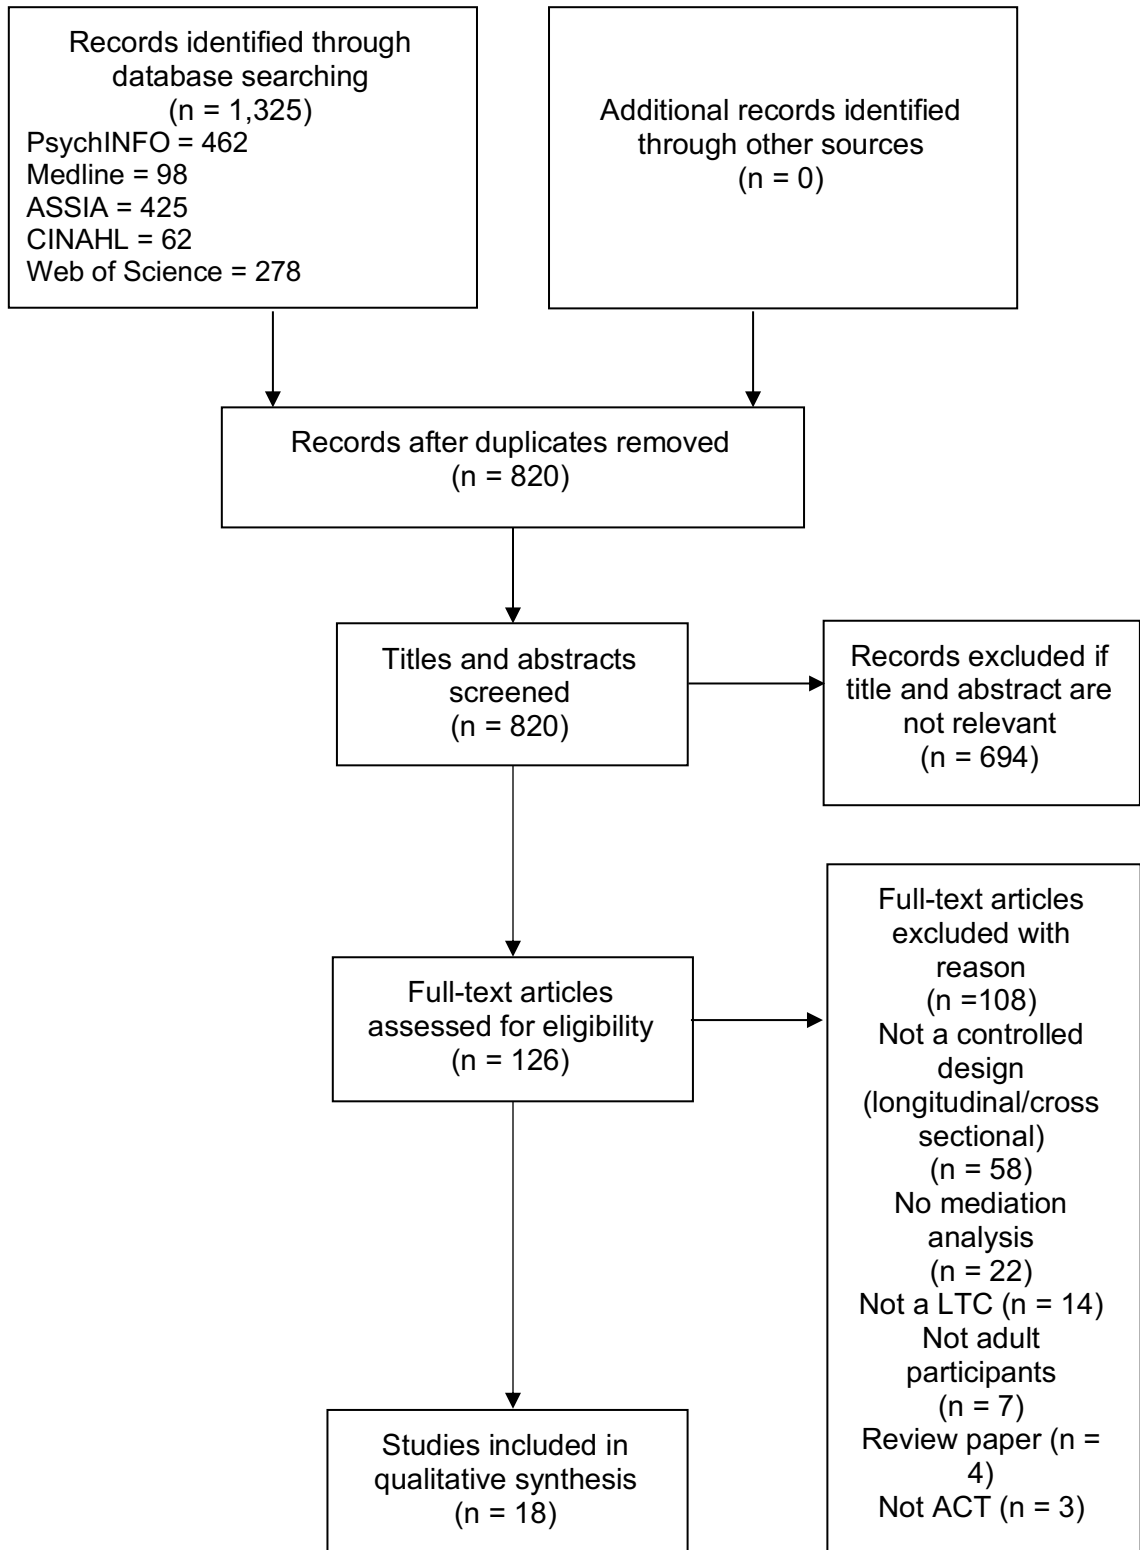 Records identified through
database searching
(n = 1,325)
PsychINFO = 462
Medline = 98
ASSIA = 425
CINAHL = 62
Web of Science = 278
Additional records identified
through other sources
(n = 0)
Records after duplicates removed
(n = 820)
Titles and abstracts
screened
(n = 820)
Records excluded if
title and abstract are
not relevant
(n = 694)
Full-text articles
assessed for eligibility
(n = 126)
Full-text articles
excluded with
reason
(n =108)
Not a controlled
design
(longitudinal/cross
sectional)
(n = 58)
No mediation
analysis
(n = 22)
Not a LTC (n = 14)
Not adult
participants
(n = 7)
Review paper (n =
4)
Not ACT (n = 3)
Studies included in
qualitative synthesis
(n = 18)